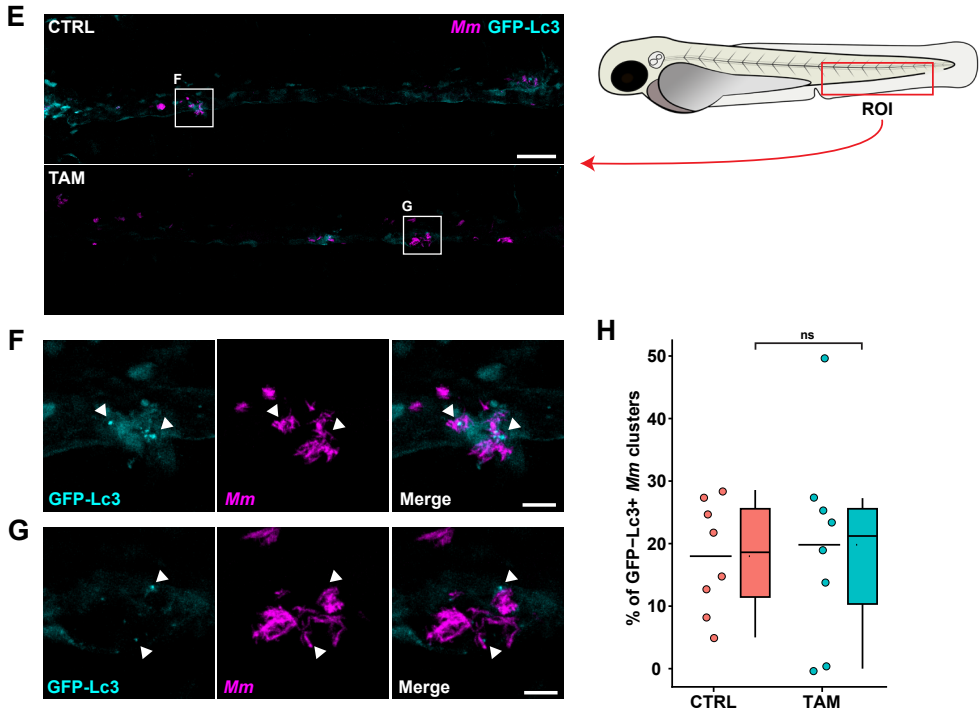 E
CTRL
Mm GFP-Lc3
F
ROI
TAM
G
F
GFP-Lc3
Mm
Merge
G
GFP-Lc3
Mm
Merge
H
ns
% of GFP−Lc3+ Mm clusters
50
40
30
20
10
0
CTRL
TAM